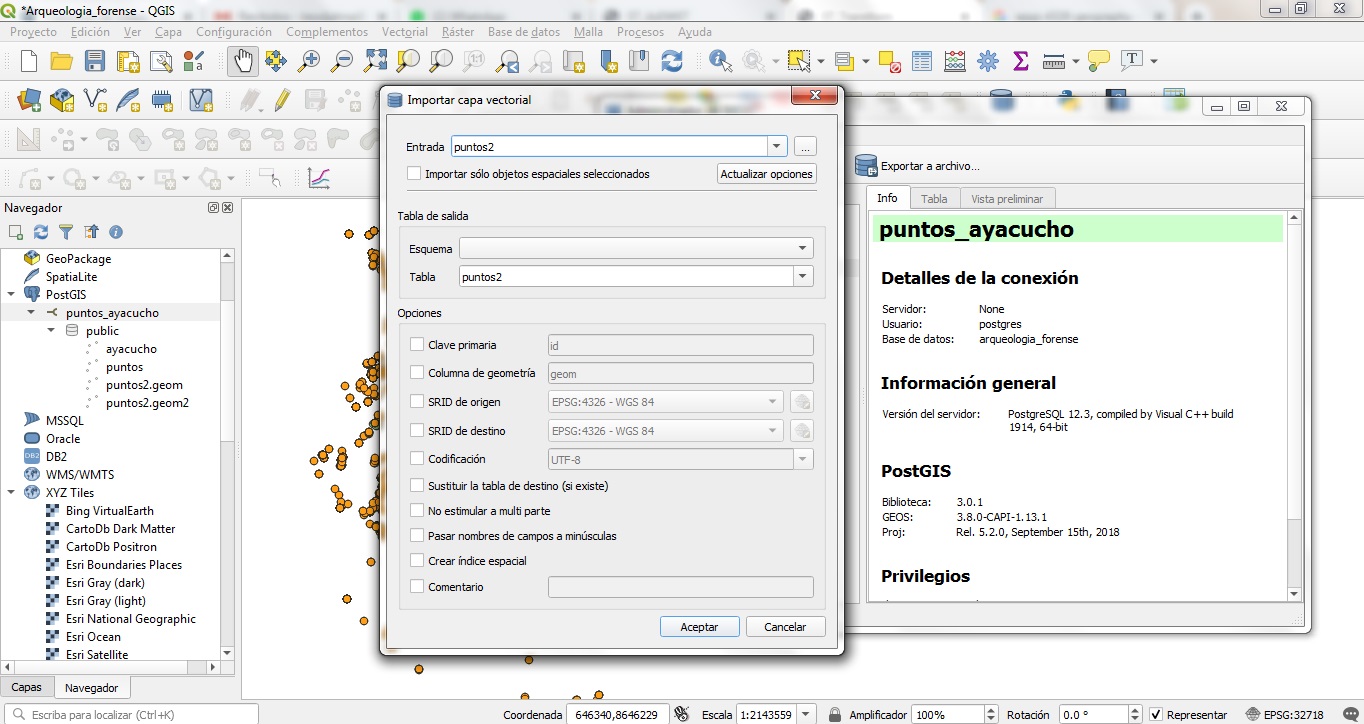 *Arqueologia_forense - QGIS
Proyecto Edición Ver Capa Configuración Complementos Vectorial Ráster Base de datos Malla Procesos Ayuda
Importar capa vectorial
Entrada puntos2 ...
Importar sólo objetos espaciales seleccionados Actualizar opciones
Tabla de salida
Esquema
Tabla puntos2
Opciones
Clave primaria id
Columna de geometría geom
SRID de origen EPSG:4326 - WGS 84
SRID de destino EPSG:4326 - WGS 84
Codificación UTF-8
Sustituir la tabla de destino (si existe)
No estimular a multi parte
Pasar nombres de campos a minúsculas
Crear índice espacial
Comentario
Aceptar Cancelar
Navegador
GeoPackage
SpatiaLite
PostGIS
puntos_ayacucho
public
ayacucho
puntos
puntos2.geom
puntos2.geom2
MSSQL
Oracle
DB2
WMS/WMTS
XYZ Tiles
Bing VirtualEarth
CartoDb Dark Matter
CartoDb Positron
Esri Boundaries Places
Esri Gray (dark)
Esri Gray (light)
Esri National Geographic
Esri Ocean
Esri Satellite
Capas Navegador
Exportar a archivo...
Info Tabla Vista preliminar
puntos_ayacucho
Detalles de la conexión
Servidor: None
Usuario: postgres
Base de datos: arqueologia_forense
Información general
Versión del servidor: PostgreSQL 12.3, compiled by Visual C++ build
1914, 64-bit
PostGIS
Biblioteca: 3.0.1
GEOS: 3.8.0-CAPI-1.13.1
Proj: Rel. 5.2.0, September 15th, 2018
Privilegios
Escriba para localizar (Ctrl+K) Coordenada 646340,8646229 Escala 1:2143559 Amplificador 100% Rotación 0.0 ° Representar EPSG:32718